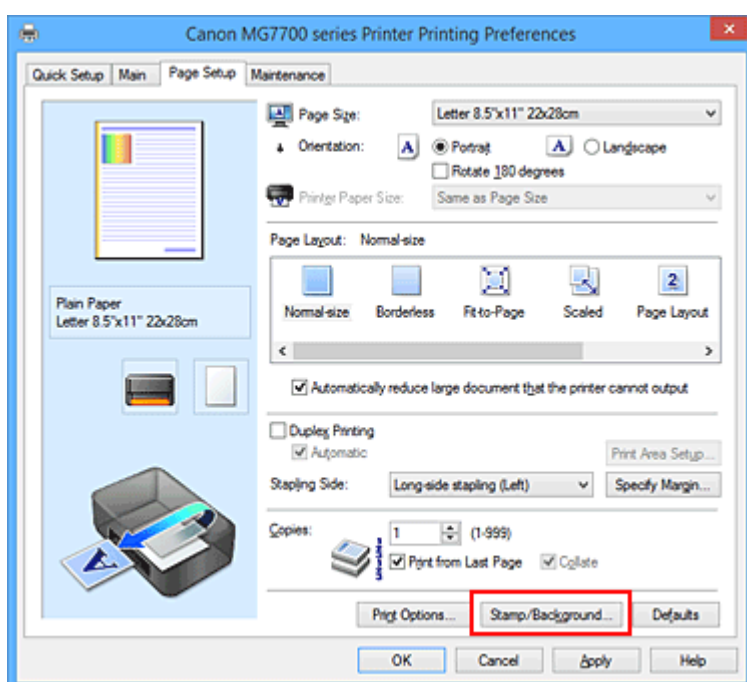 Canon MG7700 series Printer Printing Preferences
Quick Setup Main Page Setup Maintenance
Page Size: Letter 8.5"x11" 22x28cm
Orientation: A Portrait A Landscape
Rotate 180 degrees
Printer Paper Size: Same as Page Size
Page Layout: Normal-size
2
Normal-size Borderless Fit-to-Page Scaled Page Layout
Plain Paper
Letter 8.5"x11" 22x28cm
Automatically reduce large document that the printer cannot output
Duplex Printing
Automatic
Print Area Setup...
Stapling Side: Long-side stapling (Left) Specify Margin...
Copies: 1 (1-999)
Print from Last Page Collate
A
Print Options... Stamp/Background... Defaults
OK Cancel Apply Help